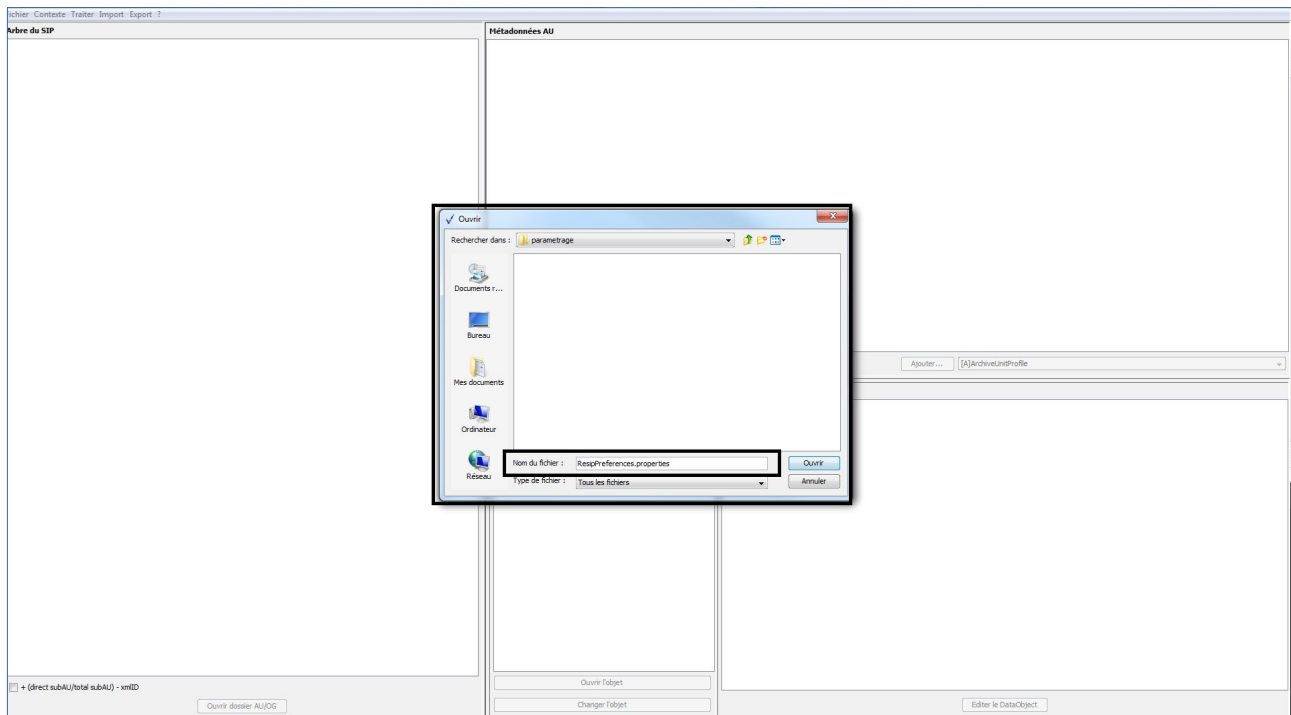 ichier Contexte Traiter Import Export ?
Arbre du SIP
Métadonnées AU
Ouvrir
Rechercher dans :
parametrage
Documents r...
Bureau
Mes documents
Ordinateur
Réseau
Nom du fichier :
ResipPreferences.properties
Ouvrir
Type de fichier :
Tous les fichiers
Annuler
Ajouter...
[A]ArchiveUnitProfile
+ (direct subAU/total subAU) - xmlID
Ouvrir dossier AU/OG
Ouvrir l'objet
Changer l'objet
Editer le DataObject